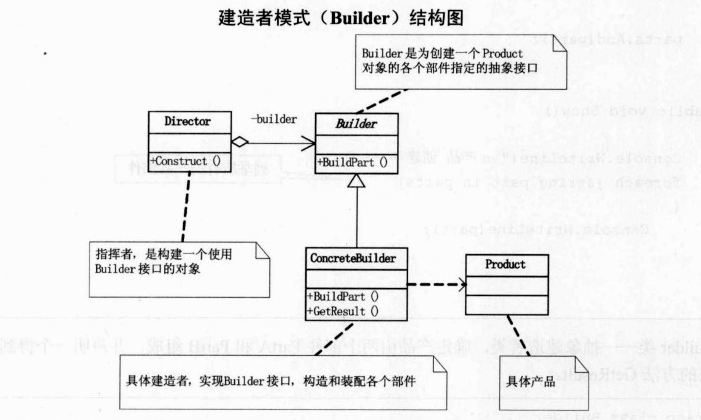 建造者模式（Builder）结构图
Builder是为创建一个Product
对象的各个部件指定的抽象接口
Director
-builder
Builder
+Construct ()
+BuildPart ()
指挥者，是构建一个使用
Builder接口的对象
ConcreteBuilder
Product
+BuildPart ()
+GetResult ()
具体建造者，实现Builder接口，构造和装配各个部件
具体产品